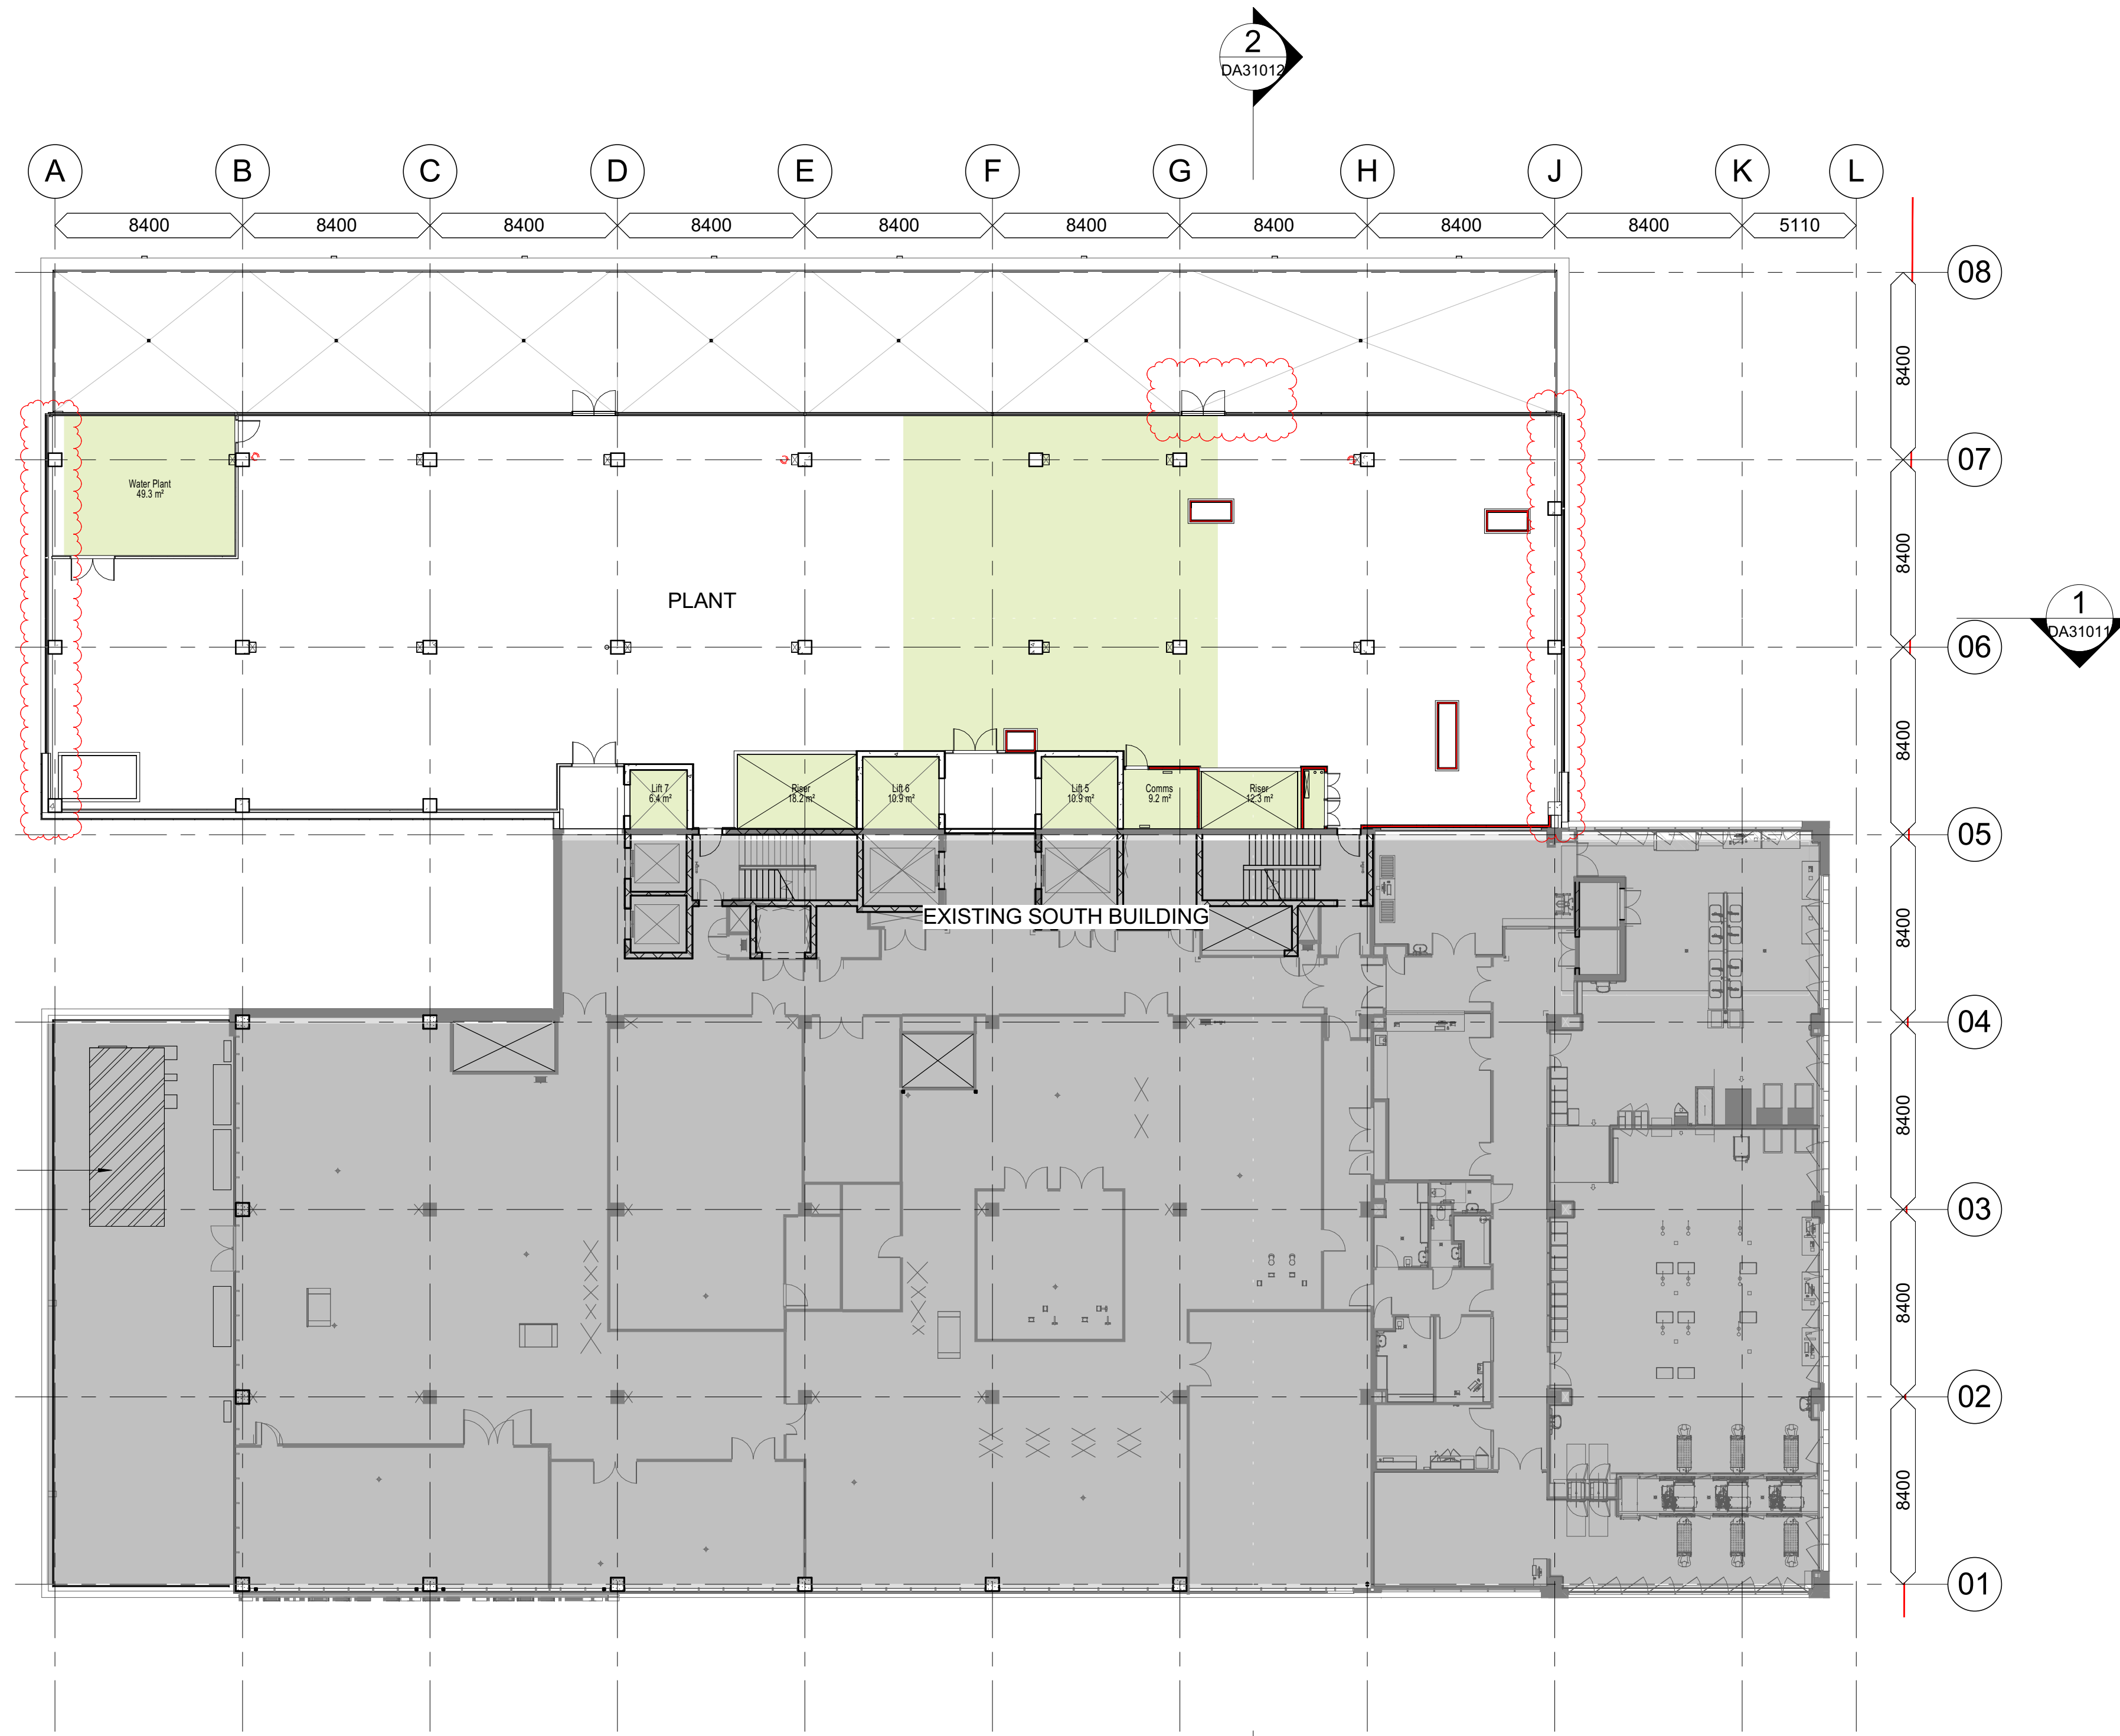 2
DA31012
A B C D E F G H J K L
8400 8400 8400 8400 8400 8400 8400 8400 8400 5110
08
8400
07
Water Plant
49.3 m²
8400
PLANT
1
DA31011
06
8400
Lift 7
6.4 m²
Riser
18.2 m²
Lift 6
10.9 m²
Lift 5
10.9 m²
Comms
9.2 m²
Riser
12.3 m²
05
EXISTING SOUTH BUILDING
8400
04
8400
03
8400
02
8400
01